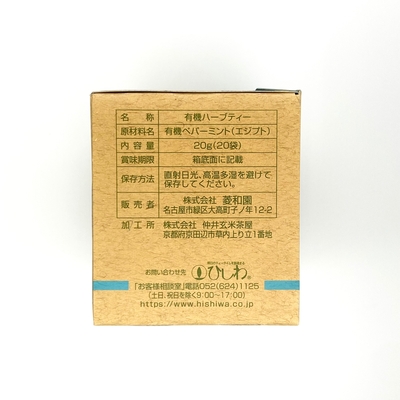 名称 有機ハーブティー
原材料名 有機ペパーミント(エジプト)
内容量 20g(20袋)
賞味期限 箱底面に記載
保存方法 直射日光、高温多湿を避けて
保存してください。
販売者 株式会社 菱和園
名古屋市緑区大高町子ノ年12-2
加工所 株式会社 仲井玄米茶屋
京都府京田辺市草内上り立1番地
お問い合わせ先 ひしわ®
「お客様相談室」電話052(624)1125
(土日、祝日を除く9:00~17:00)
https://www.hishiwa.co.jp